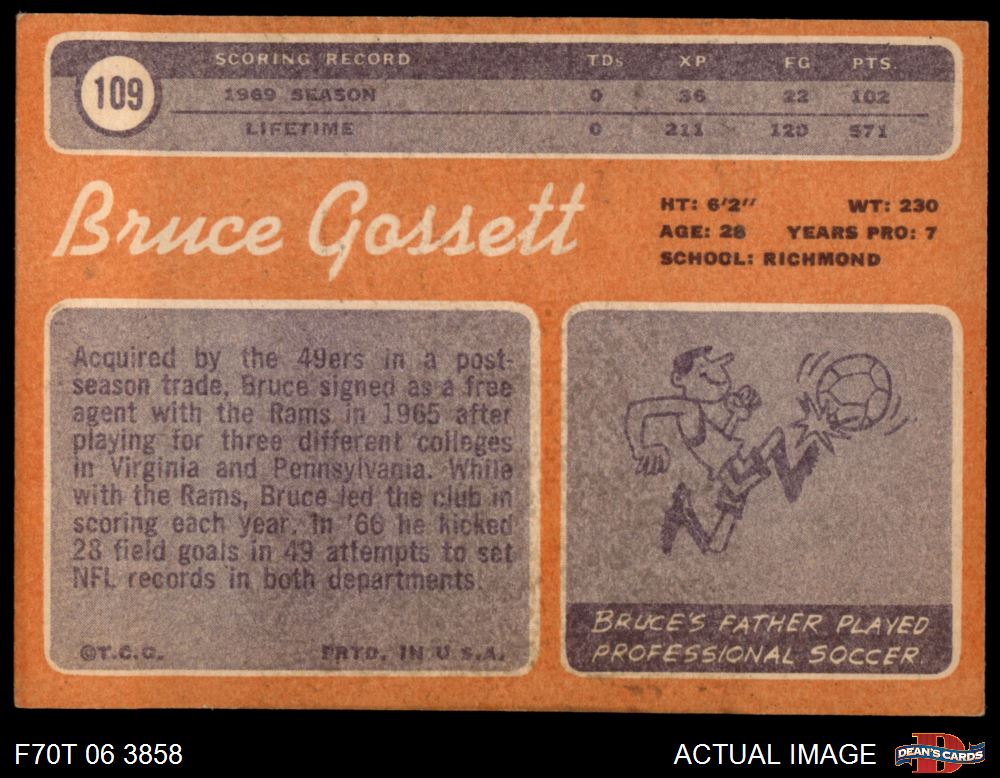 SCORING RECORD TDs XP FG PTS.
109
1969 SEASON 0 36 22 102
LIFETIME 0 211 120 571
Bruce Gossett
HT: 6'2" WT: 230
AGE: 28 YEARS PRO: 7
SCHOOL: RICHMOND
Acquired by the 49ers in a post-
season trade, Bruce signed as a free
agent with the Rams in 1965 after
playing for three different colleges
in Virginia and Pennsylvania. While
with the Rams, Bruce led the club in
scoring each year. In '66 he kicked
28 field goals in 49 attempts to set
NFL records in both departments.
©T.C.G. PRTD. IN U.S.A.
BRUCE'S FATHER PLAYED
PROFESSIONAL SOCCER
F70T 06 3858 ACTUAL IMAGE DEAN'S CARDS